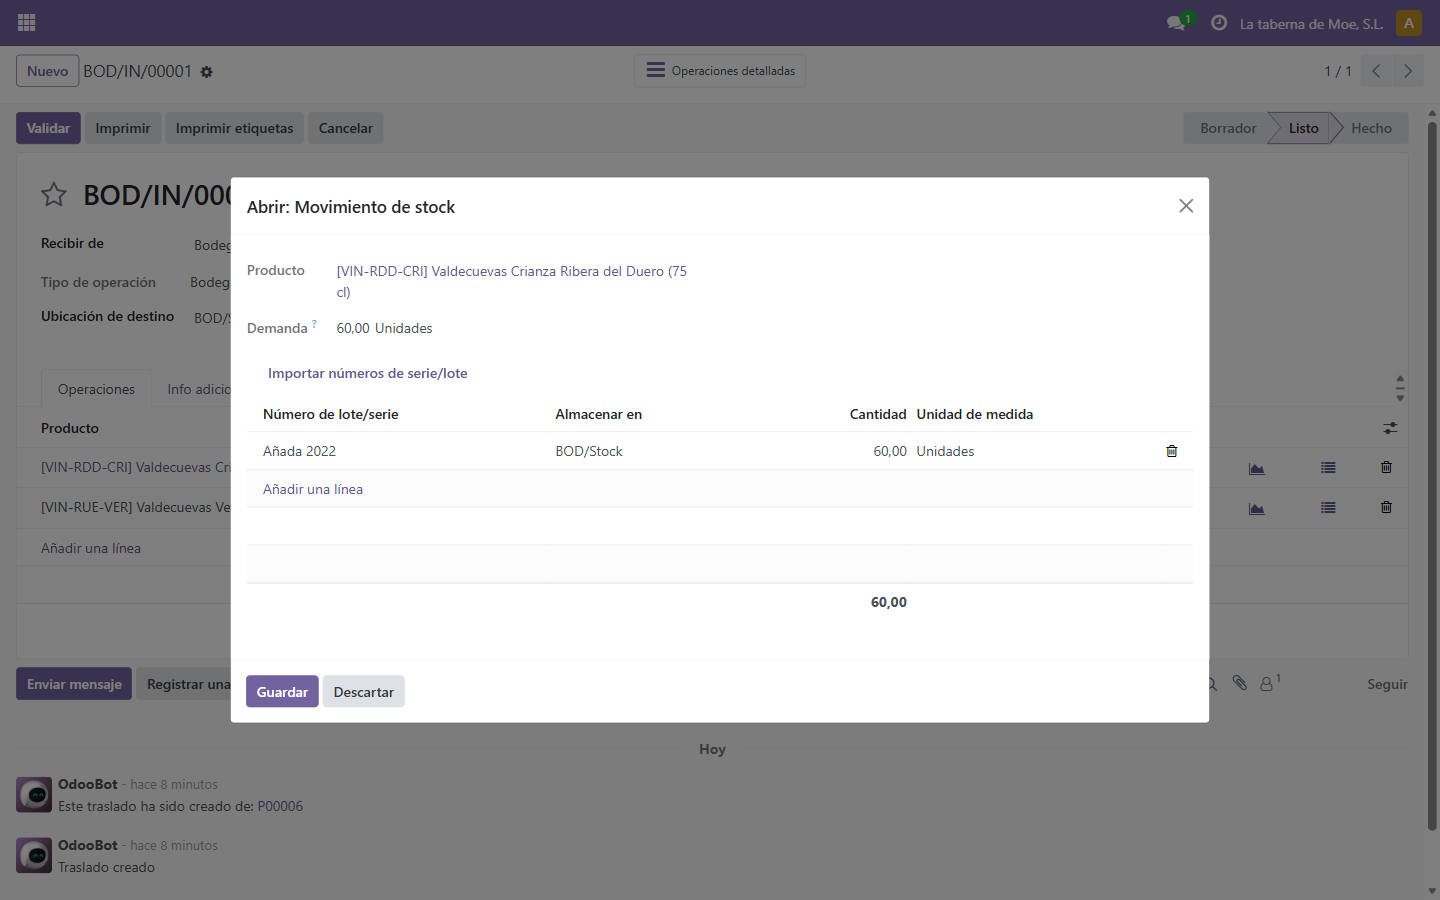 1
La taberna de Moe, S.L.
A
Nuevo
BOD/IN/00001
Operaciones detalladas
1 / 1
Validar
Imprimir
Imprimir etiquetas
Cancelar
Borrador
Listo
Hecho
BOD/IN/000
Recibir de
Bodeg
Tipo de operación
Bodeg
Ubicación de destino
BOD/S
Operaciones
Info adicio
Producto
[VIN-RDD-CRI] Valdecuevas Cri
[VIN-RUE-VER] Valdecuevas Ve
Añadir una línea
Abrir: Movimiento de stock
Producto
[VIN-RDD-CRI] Valdecuevas Crianza Ribera del Duero (75
cl)
Demanda ?
60,00 Unidades
Importar números de serie/lote
Número de lote/serie
Almacenar en
Cantidad
Unidad de medida
Añada 2022
BOD/Stock
60,00
Unidades
Añadir una línea
60,00
Guardar
Descartar
Enviar mensaje
Registrar una
1
Seguir
Hoy
OdooBot - hace 8 minutos
Este traslado ha sido creado de: P00006
OdooBot - hace 8 minutos
Traslado creado